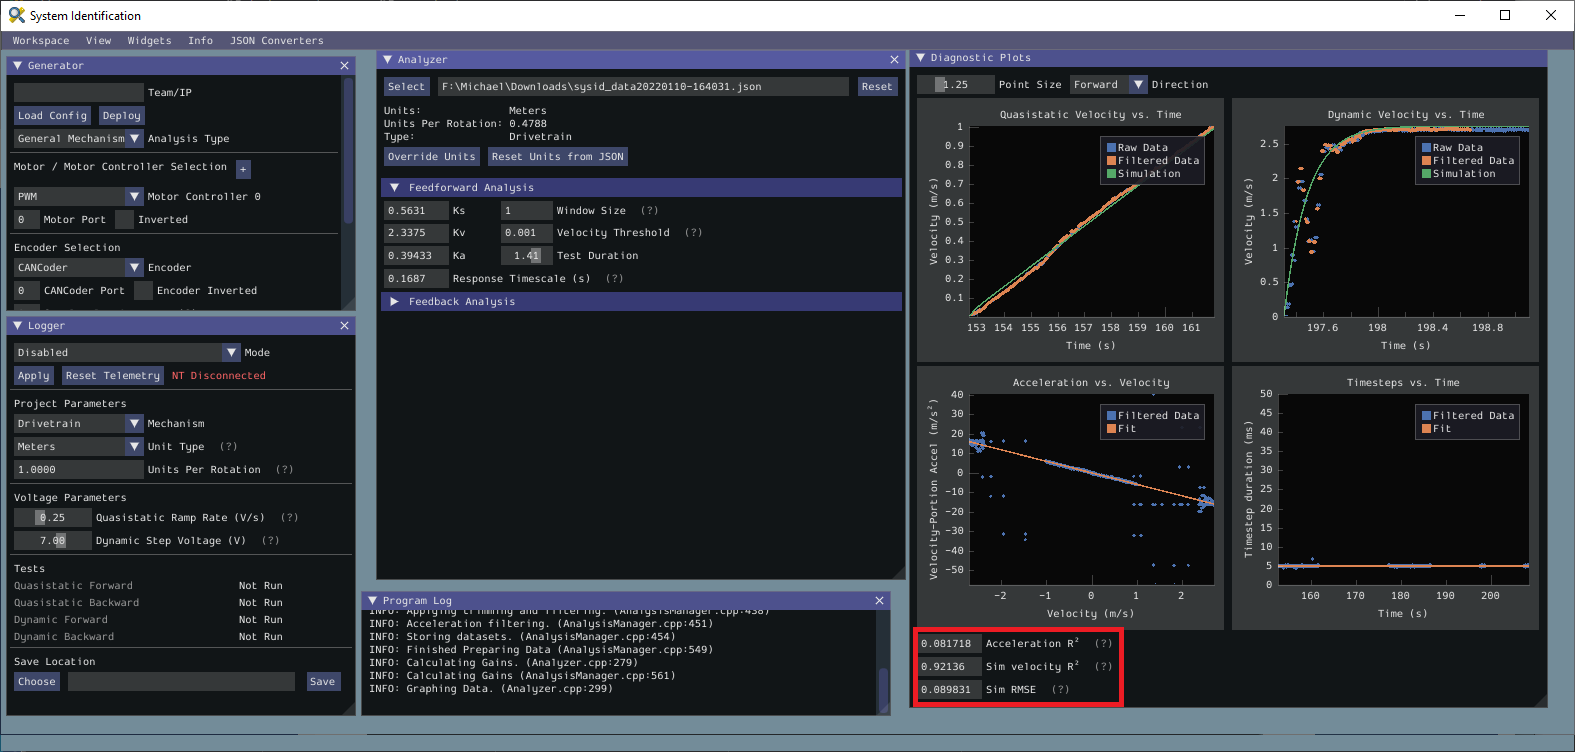 System Identification
Workspace View Widgets Info JSON Converters
Generator
Team/IP
Load Config Deploy
General Mechanism Analysis Type
Motor / Motor Controller Selection +
PWM Motor Controller 0
0 Motor Port Inverted
Encoder Selection
CANCoder Encoder
0 CANCoder Port Encoder Inverted
Logger
Disabled Mode
Apply Reset Telemetry NT Disconnected
Project Parameters
Drivetrain Mechanism
Meters Unit Type (?)
1.0000 Units Per Rotation (?)
Voltage Parameters
0.25 Quasistatic Ramp Rate (V/s) (?)
7.00 Dynamic Step Voltage (V) (?)
Tests
Quasistatic Forward Not Run
Quasistatic Backward Not Run
Dynamic Forward Not Run
Dynamic Backward Not Run
Save Location
Choose Save
Analyzer
Select F:\Michael\Downloads\sysid_data20220110-164031.json Reset
Units: Meters
Units Per Rotation: 0.4788
Type: Drivetrain
Override Units Reset Units from JSON
Feedforward Analysis
0.5631 Ks 1 Window Size (?)
2.3375 Kv 0.001 Velocity Threshold (?)
0.39433 Ka 1.41 Test Duration
0.1687 Response Timescale (s) (?)
Feedback Analysis
Program Log
INFO: Applying trimming and filtering. (AnalysisManager.cpp:438)
INFO: Acceleration filtering. (AnalysisManager.cpp:451)
INFO: Storing datasets. (AnalysisManager.cpp:454)
INFO: Finished Preparing Data (AnalysisManager.cpp:549)
INFO: Calculating Gains. (Analyzer.cpp:279)
INFO: Calculating Gains (AnalysisManager.cpp:561)
INFO: Graphing Data. (Analyzer.cpp:299)
Diagnostic Plots
1.25 Point Size Forward Direction
Quasistatic Velocity vs. Time
Raw Data
Filtered Data
Simulation
Velocity (m/s)
1
0.9
0.8
0.7
0.6
0.5
0.4
0.3
0.2
0.1
153 154 155 156 157 158 159 160 161
Time (s)
Dynamic Velocity vs. Time
Raw Data
Filtered Data
Simulation
Velocity (m/s)
2.5
2
1.5
1
0.5
0
197.6 198 198.4 198.8
Time (s)
Acceleration vs. Velocity
Filtered Data
Fit
Velocity-Portion Accel (m/s²)
40
30
20
10
0
-10
-20
-30
-40
-50
-2 -1 0 1 2
Velocity (m/s)
Timesteps vs. Time
Filtered Data
Fit
Timestep duration (ms)
50
45
40
35
30
25
20
15
10
5
0
160 170 180 190 200
Time (s)
0.081718 Acceleration R² (?)
0.92136 Sim velocity R² (?)
0.089831 Sim RMSE (?)